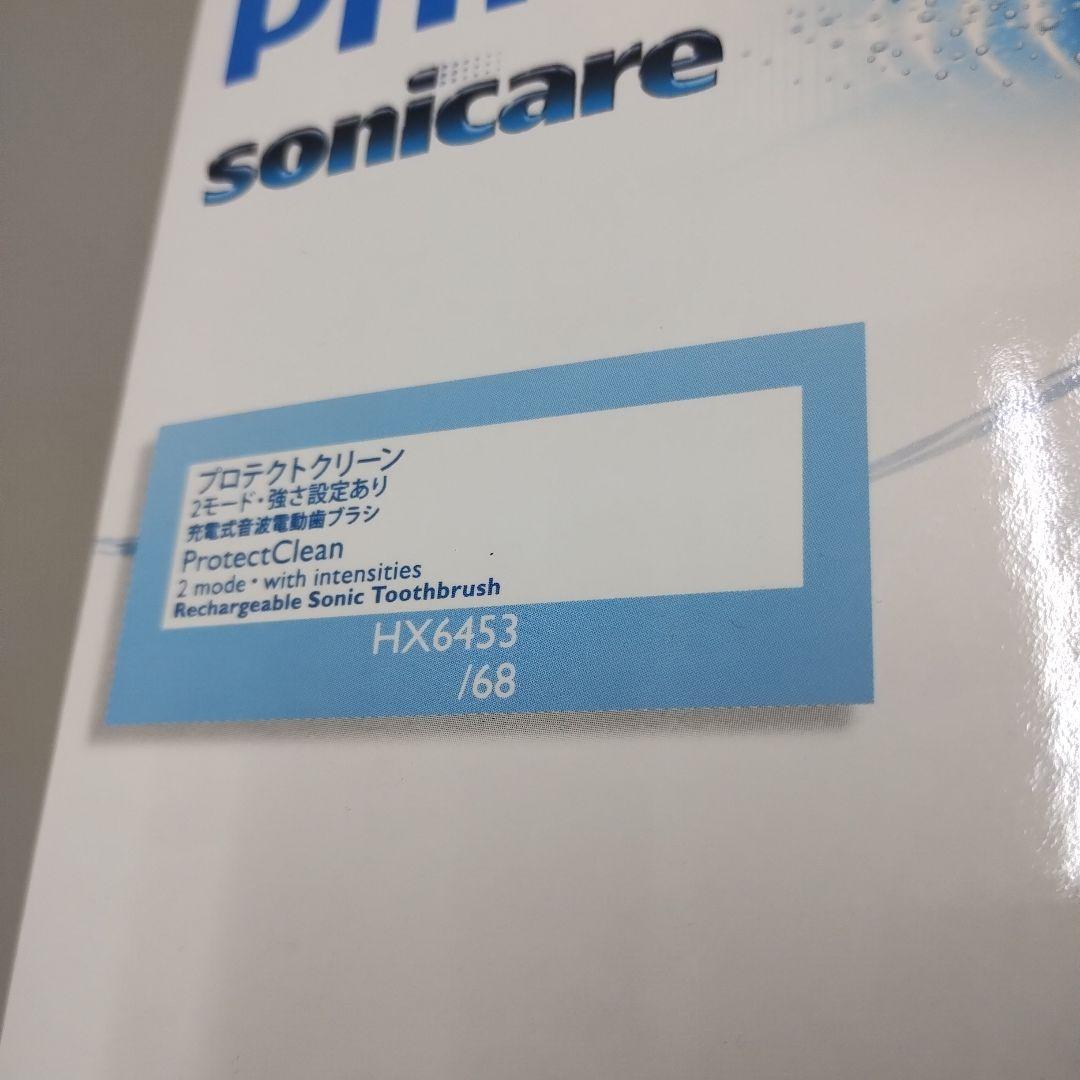 sonicare
プロテクトクリーン
2モード・強さ設定あり
充電式音波電動歯ブラシ
ProtectClean
2 mode・with intensities
Rechargeable Sonic Toothbrush
HX6453
/68